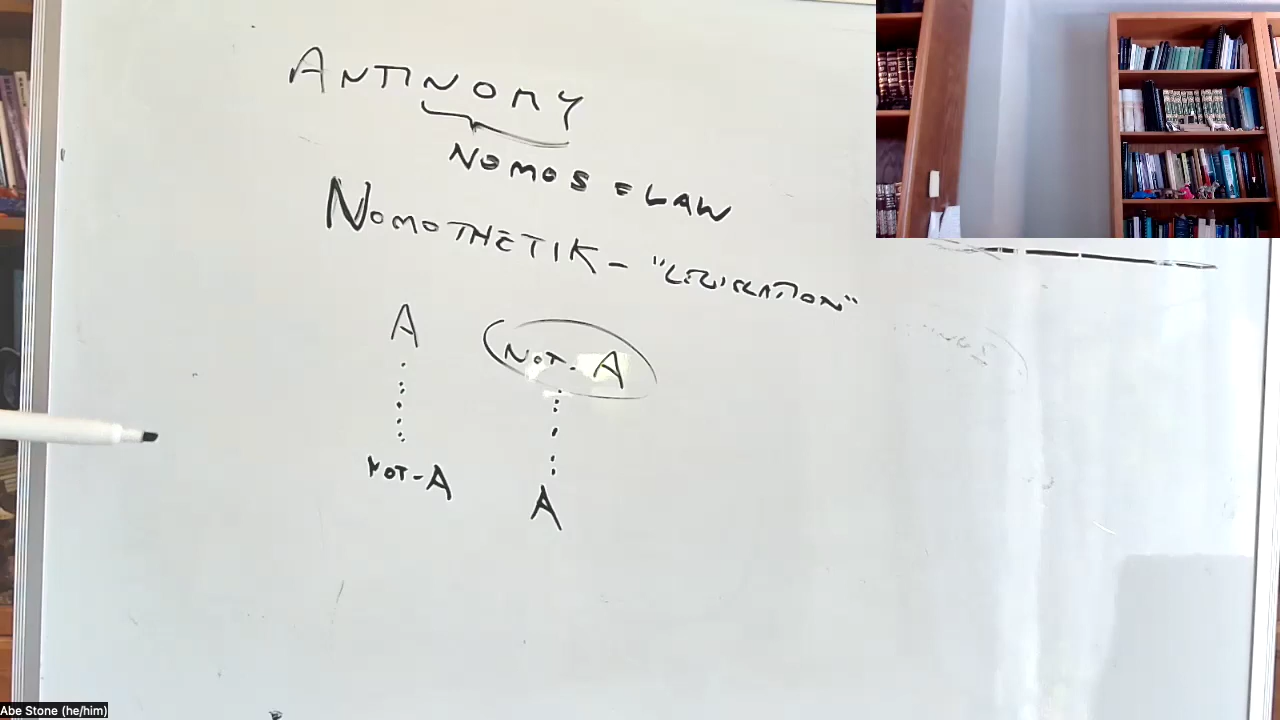 ANTINOMY
NOMOS = LAW
NOMOTHETIK - "LEGISLATION"
A NOT-A
NOT-A A
Abe Stone (he/him)